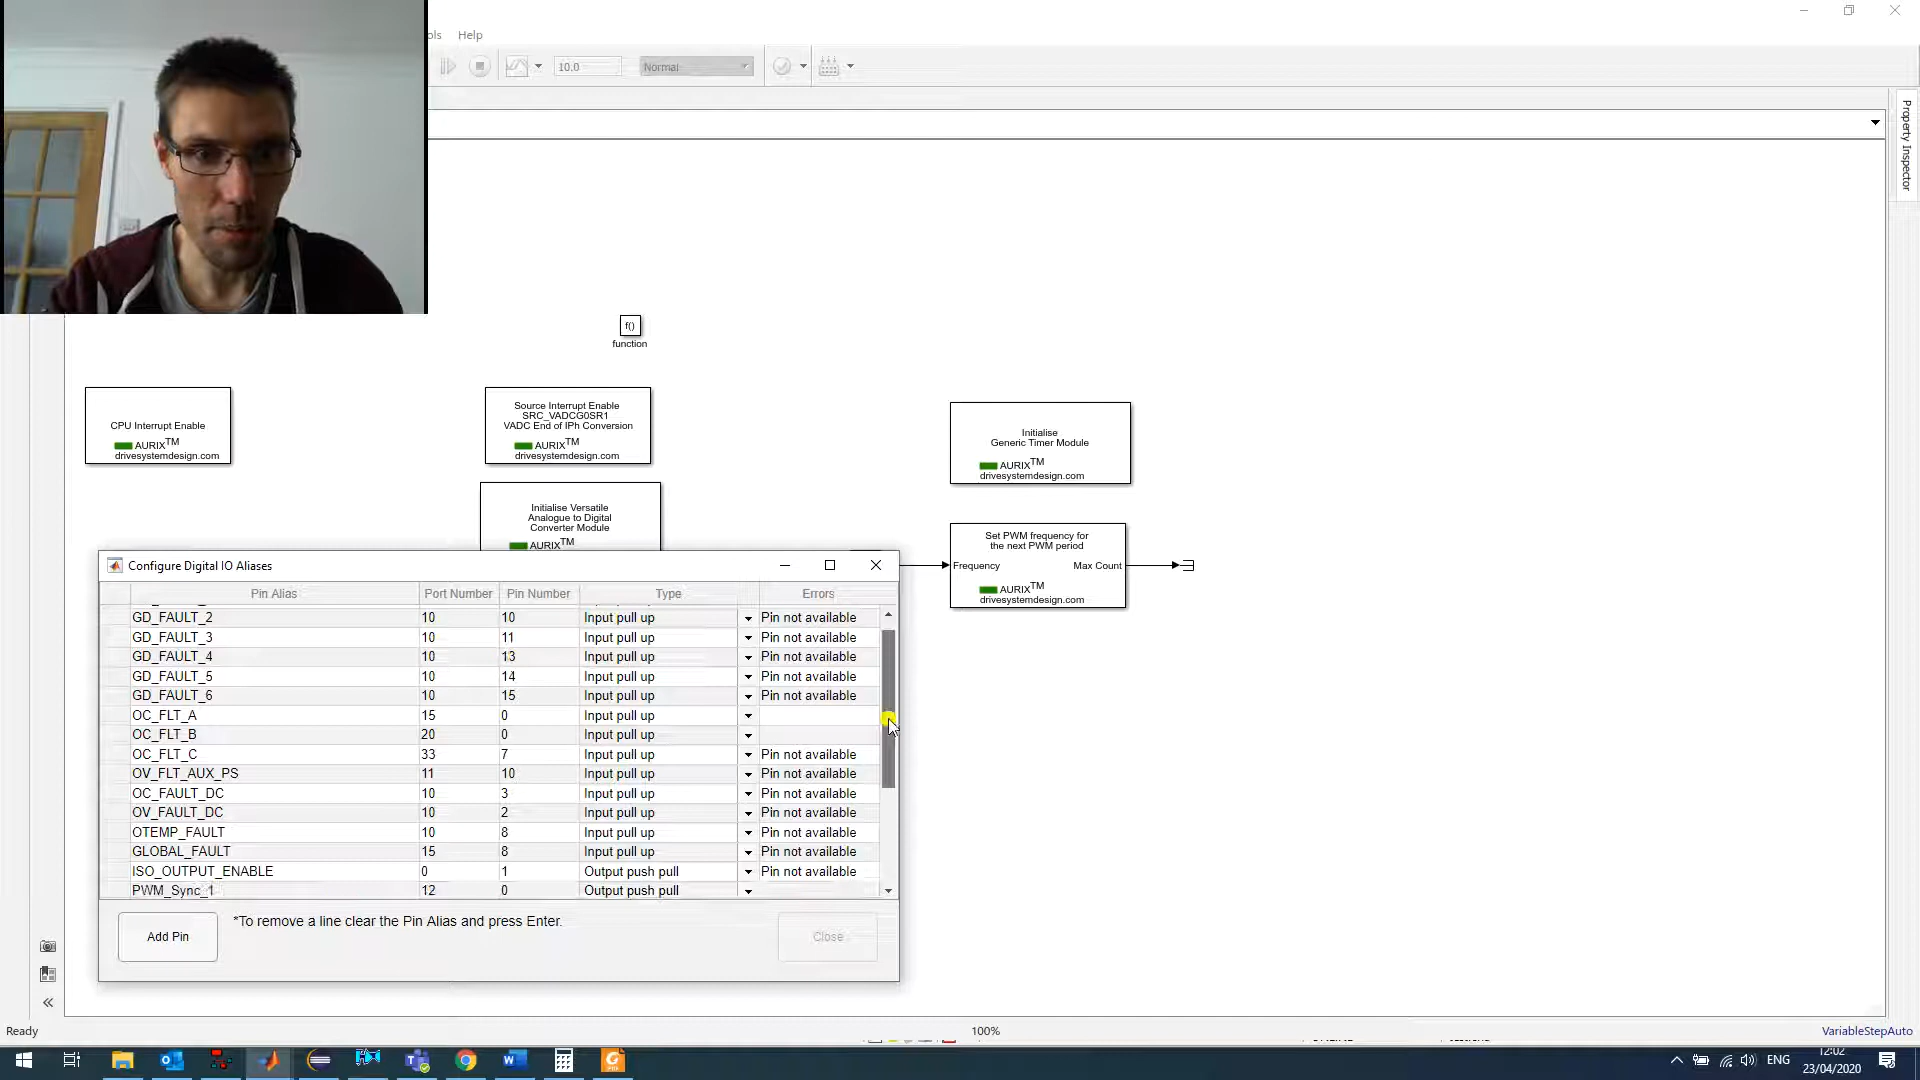 Help
10.0
Normal
Property Inspector
f()
function
CPU Interrupt Enable
AURIX™
drivesystemdesign.com
Source Interrupt Enable
SRC_VADCG0SR1
VADC End of IPh Conversion
AURIX™
drivesystemdesign.com
Initialise
Generic Timer Module
AURIX™
drivesystemdesign.com
Initialise Versatile
Analogue to Digital
Converter Module
AURIX™
Set PWM frequency for
the next PWM period
Frequency Max Count
AURIX™
drivesystemdesign.com
Configure Digital IO Aliases
Pin Alias Port Number Pin Number Type Errors
GD_FAULT_2 10 10 Input pull up Pin not available
GD_FAULT_3 10 11 Input pull up Pin not available
GD_FAULT_4 10 13 Input pull up Pin not available
GD_FAULT_5 10 14 Input pull up Pin not available
GD_FAULT_6 10 15 Input pull up Pin not available
OC_FLT_A 15 0 Input pull up
OC_FLT_B 20 0 Input pull up
OC_FLT_C 33 7 Input pull up Pin not available
OV_FLT_AUX_PS 11 10 Input pull up Pin not available
OC_FAULT_DC 10 3 Input pull up Pin not available
OV_FAULT_DC 10 2 Input pull up Pin not available
OTEMP_FAULT 10 8 Input pull up Pin not available
GLOBAL_FAULT 15 8 Input pull up Pin not available
ISO_OUTPUT_ENABLE 0 1 Output push pull Pin not available
PWM_Sync_1 12 0 Output push pull
Add Pin
*To remove a line clear the Pin Alias and press Enter.
Close
Ready
100%
VariableStepAuto
ENG
12:02
23/04/2020